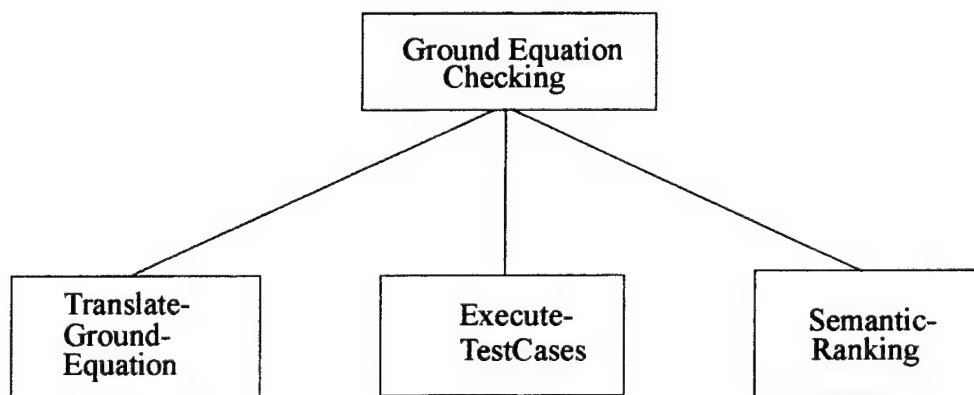 Ground Equation
Checking
Translate-
Ground-
Equation
Execute-
TestCases
Semantic-
Ranking